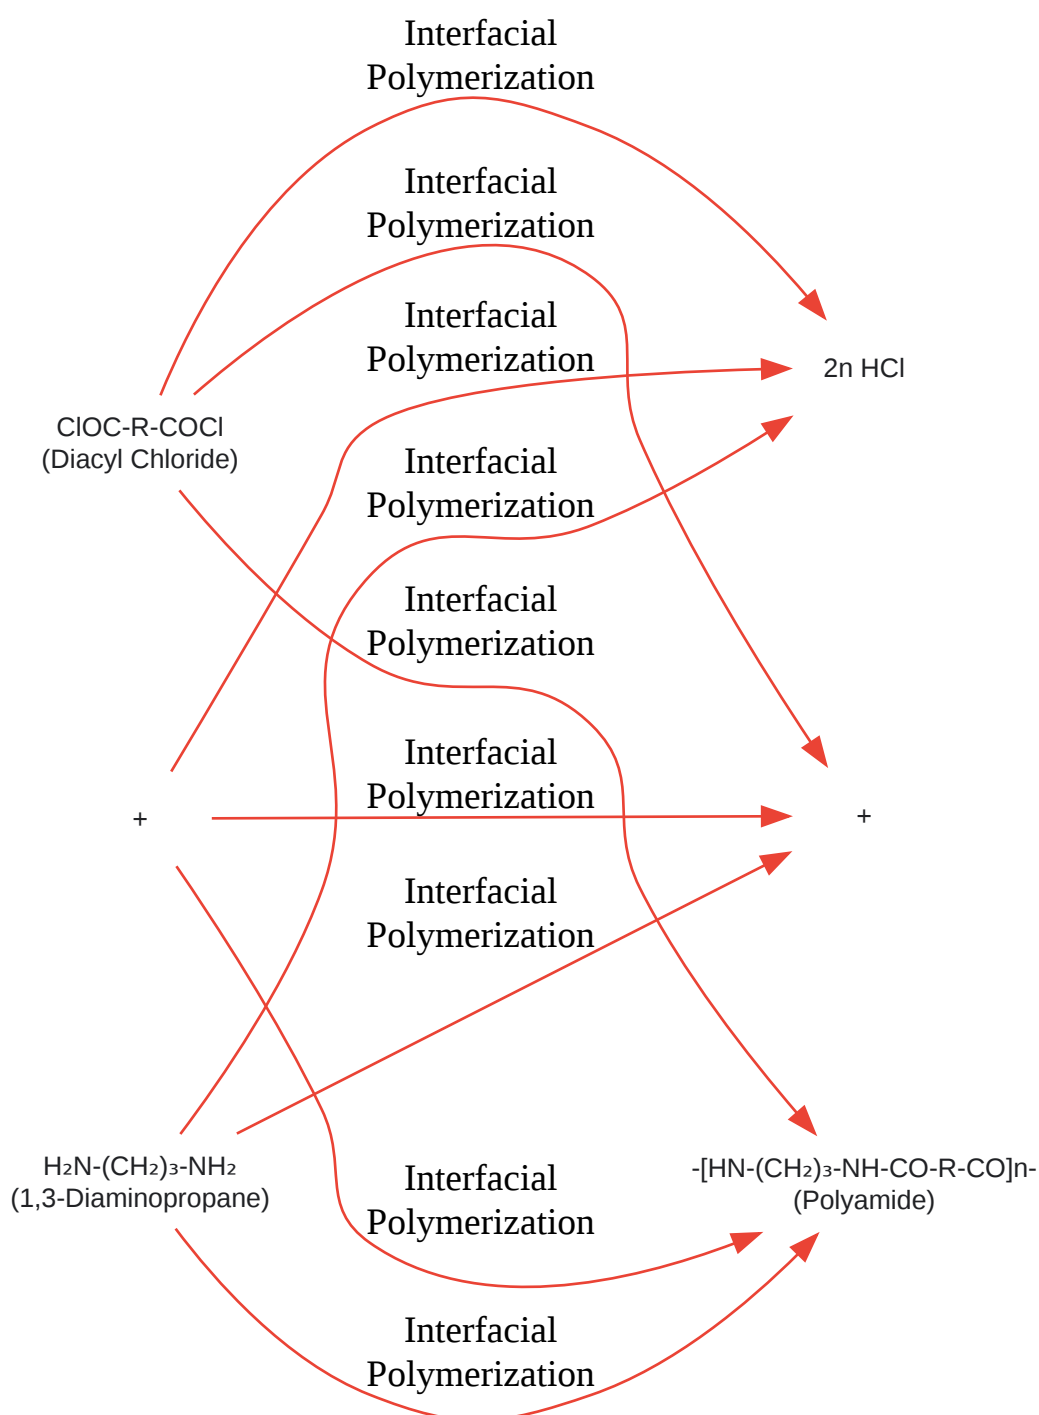 Interfacial
Polymerization
Interfacial
Polymerization
Interfacial
Polymerization
2n HCl
ClOC-R-COCl
(Diacyl Chloride)
Interfacial
Polymerization
Interfacial
Polymerization
Interfacial
Polymerization
+
+
Interfacial
Polymerization
H₂N-(CH₂)₃-NH₂
(1,3-Diaminopropane)
-[HN-(CH₂)₃-NH-CO-R-CO]n-
(Polyamide)
Interfacial
Polymerization
Interfacial
Polymerization